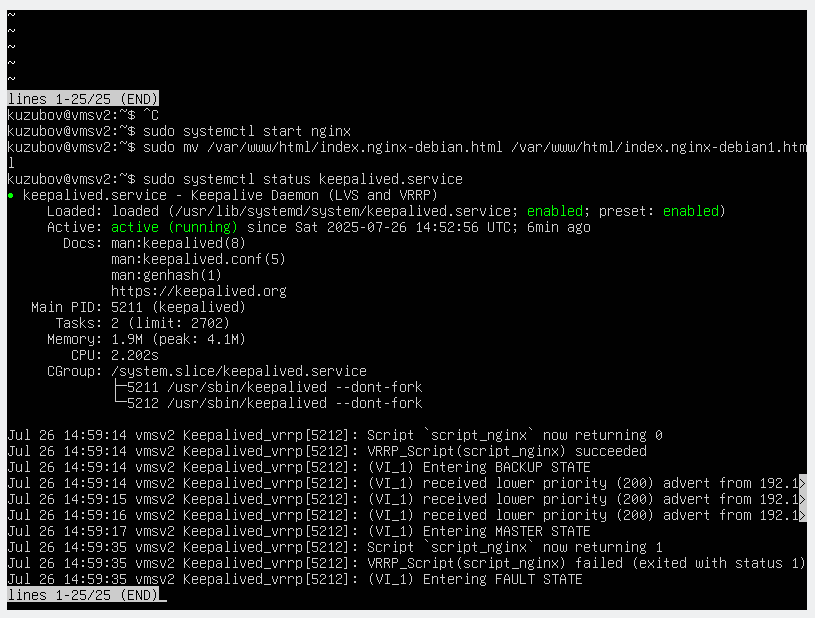 ~
~
~
~
~
lines 1-25/25 (END)
kuzubov@vmsv2:~$ ^C
kuzubov@vmsv2:~$ sudo systemctl start nginx
kuzubov@vmsv2:~$ sudo mv /var/www/html/index.nginx-debian.html /var/www/html/index.nginx-debian1.htm
l
kuzubov@vmsv2:~$ sudo systemctl status keepalived.service
● keepalived.service - Keepalive Daemon (LVS and VRRP)
     Loaded: loaded (/usr/lib/systemd/system/keepalived.service; enabled; preset: enabled)
     Active: active (running) since Sat 2025-07-26 14:52:56 UTC; 6min ago
       Docs: man:keepalived(8)
             man:keepalived.conf(5)
             man:genhash(1)
             https://keepalived.org
   Main PID: 5211 (keepalived)
      Tasks: 2 (limit: 2702)
     Memory: 1.9M (peak: 4.1M)
        CPU: 2.202s
     CGroup: /system.slice/keepalived.service
             ├─5211 /usr/sbin/keepalived --dont-fork
             └─5212 /usr/sbin/keepalived --dont-fork
Jul 26 14:59:14 vmsv2 Keepalived_vrrp[5212]: Script `script_nginx` now returning 0
Jul 26 14:59:14 vmsv2 Keepalived_vrrp[5212]: VRRP_Script(script_nginx) succeeded
Jul 26 14:59:14 vmsv2 Keepalived_vrrp[5212]: (VI_1) Entering BACKUP STATE
Jul 26 14:59:14 vmsv2 Keepalived_vrrp[5212]: (VI_1) received lower priority (200) advert from 192.1>
Jul 26 14:59:15 vmsv2 Keepalived_vrrp[5212]: (VI_1) received lower priority (200) advert from 192.1>
Jul 26 14:59:16 vmsv2 Keepalived_vrrp[5212]: (VI_1) received lower priority (200) advert from 192.1>
Jul 26 14:59:17 vmsv2 Keepalived_vrrp[5212]: (VI_1) Entering MASTER STATE
Jul 26 14:59:35 vmsv2 Keepalived_vrrp[5212]: Script `script_nginx` now returning 1
Jul 26 14:59:35 vmsv2 Keepalived_vrrp[5212]: VRRP_Script(script_nginx) failed (exited with status 1)
Jul 26 14:59:35 vmsv2 Keepalived_vrrp[5212]: (VI_1) Entering FAULT STATE
lines 1-25/25 (END)